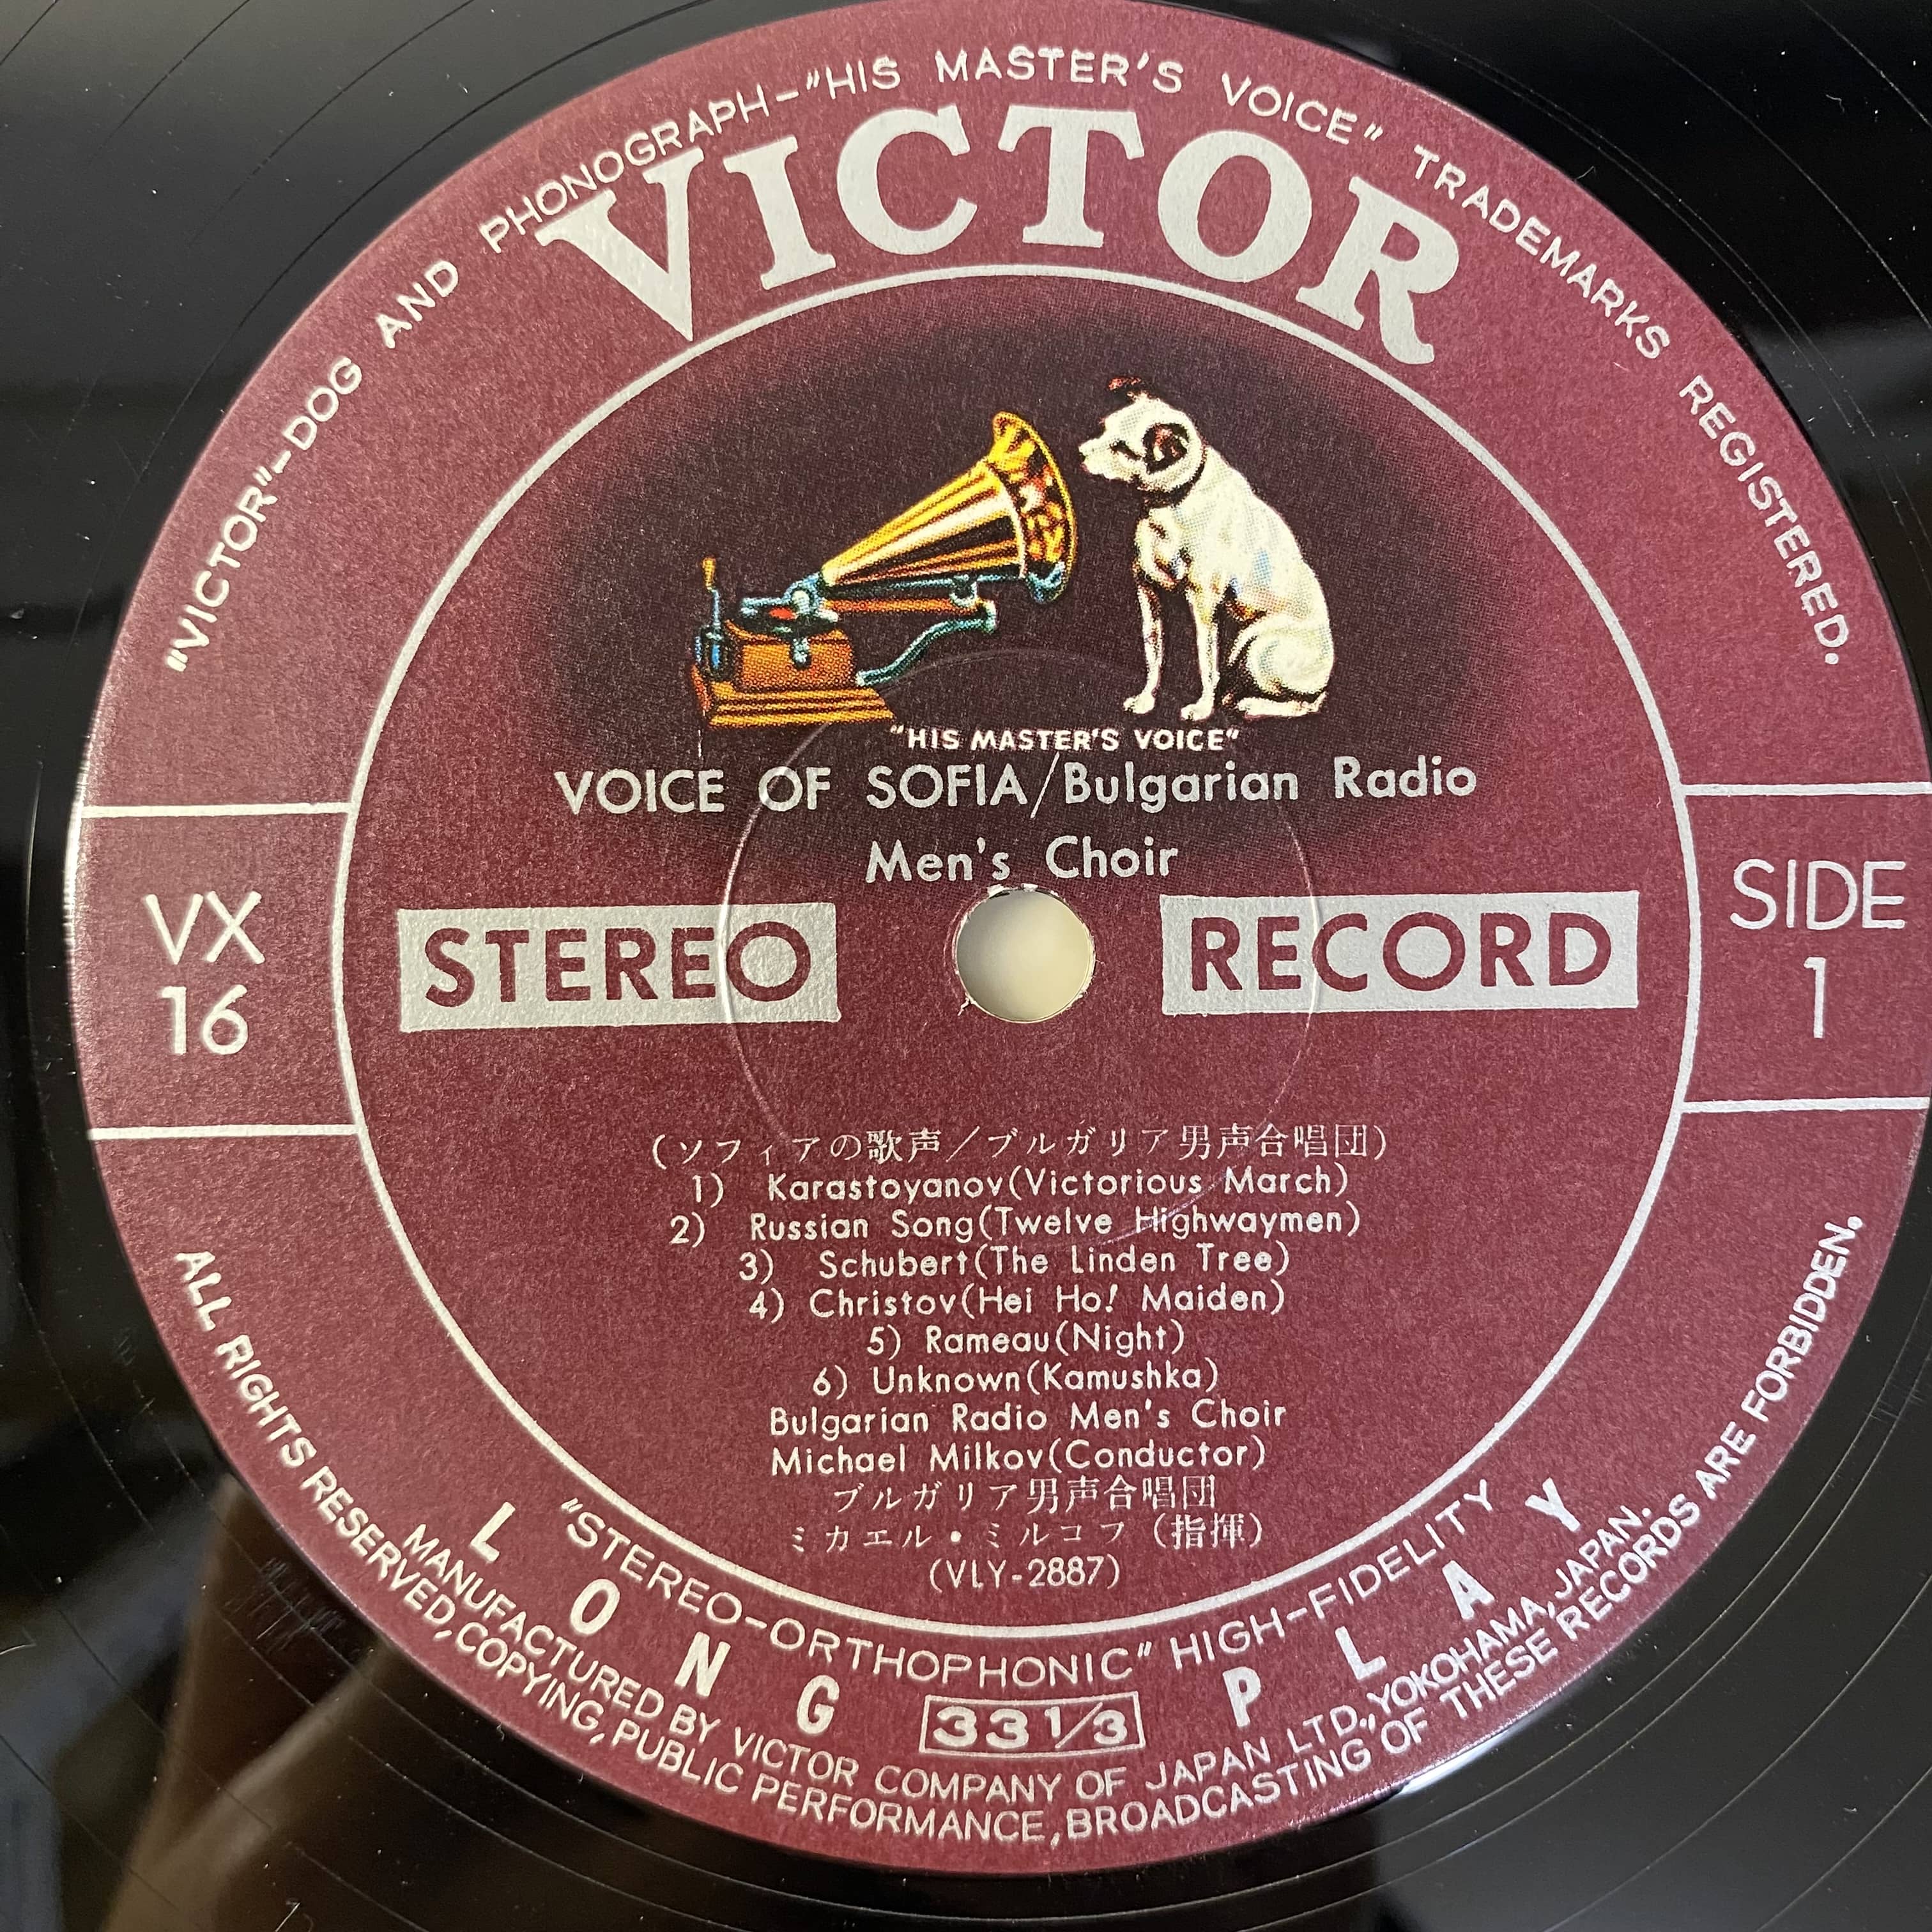 "VICTOR"-DOG AND PHONOGRAPH-"HIS MASTER'S VOICE" TRADEMARKS REGISTERED.
VICTOR
"HIS MASTER'S VOICE"
VOICE OF SOFIA/Bulgarian Radio
Men's Choir
VX
16
STEREO RECORD
SIDE
1
(ソフィアの歌声/ブルガリア男声合唱団)
1) Karastoyanov(Victorious March)
2) Russian Song(Twelve Highwaymen)
3) Schubert(The Linden Tree)
4) Christov(Hei Ho! Maiden)
5) Rameau(Night)
6) Unknown(Kamushka)
Bulgarian Radio Men's Choir
Michael Milkov(Conductor)
ブルガリア男声合唱団
ミカエル・ミルコフ(指揮)
(VLY-2887)
"STEREO-ORTHOPHONIC" HIGH-FIDELITY
LONG 33 1/3 PLAY
MANUFACTURED BY VICTOR COMPANY OF JAPAN LTD., YOKOHAMA, JAPAN.
ALL RIGHTS RESERVED, COPYING, PUBLIC PERFORMANCE, BROADCASTING OF THESE RECORDS ARE FORBIDDEN.